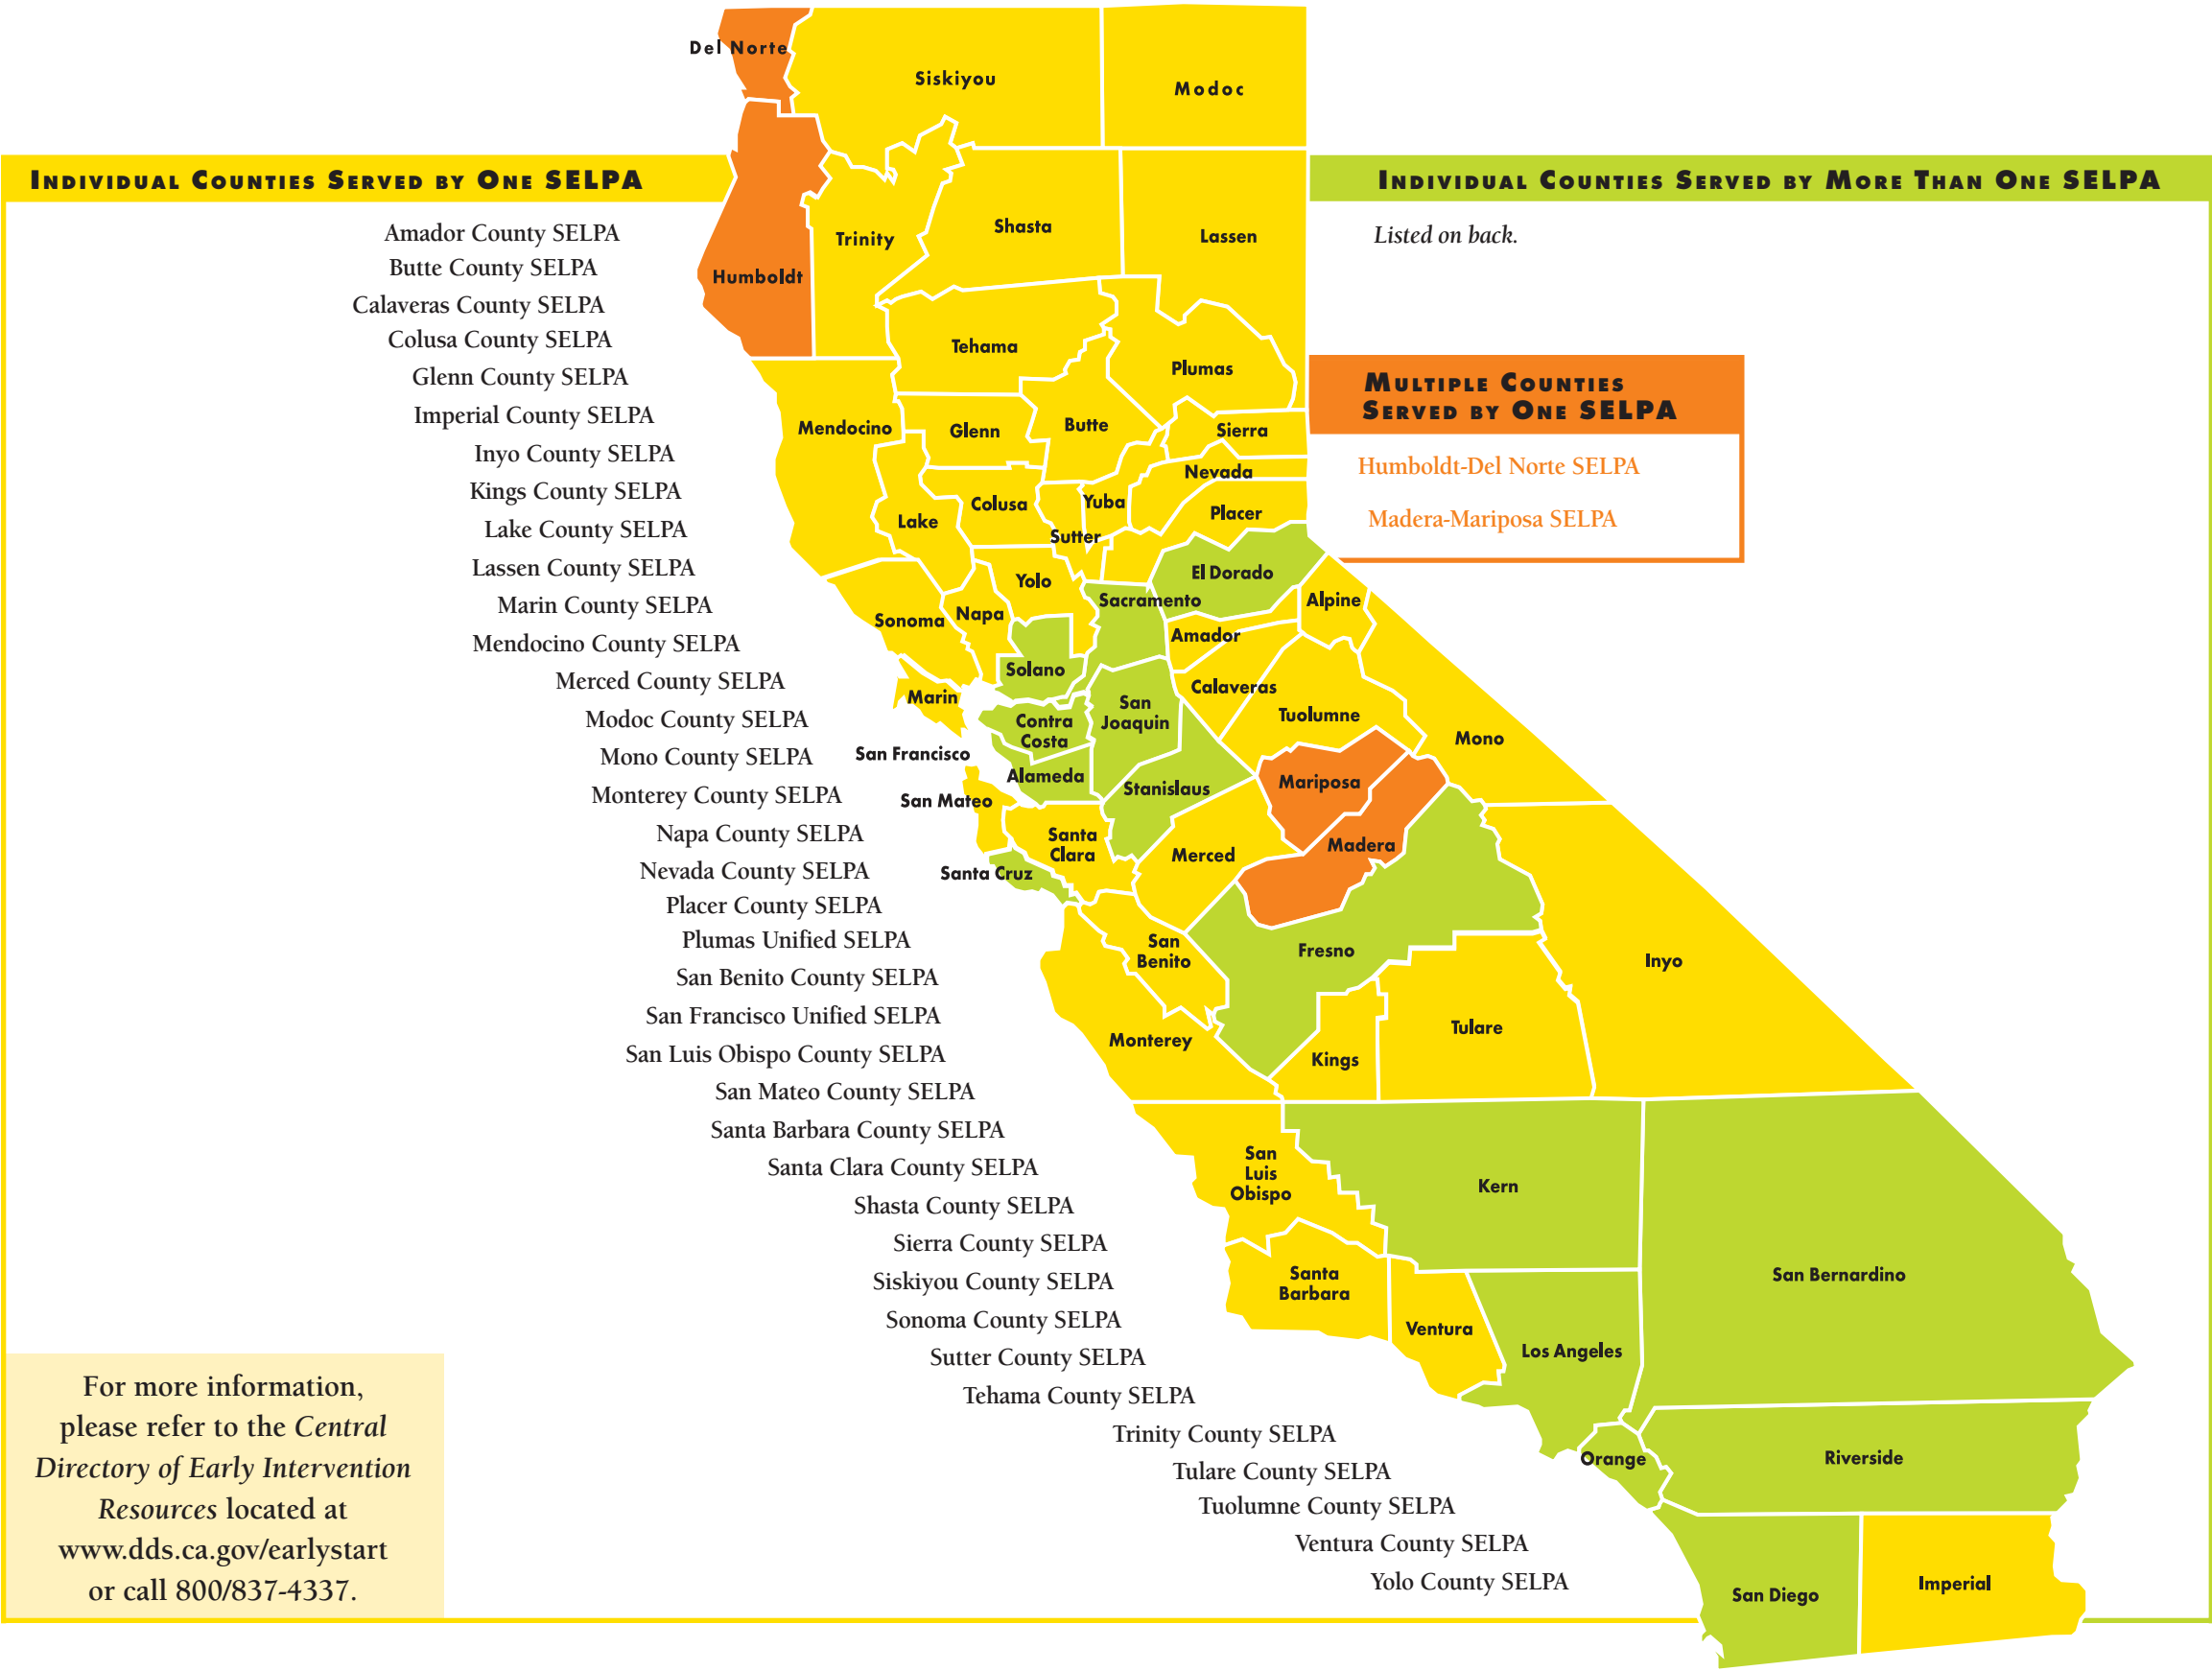 INDIVIDUAL COUNTIES SERVED BY ONE SELPA
Amador County SELPA
Butte County SELPA
Calaveras County SELPA
Colusa County SELPA
Glenn County SELPA
Imperial County SELPA
Inyo County SELPA
Kings County SELPA
Lake County SELPA
Lassen County SELPA
Marin County SELPA
Mendocino County SELPA
Merced County SELPA
Modoc County SELPA
Mono County SELPA
Monterey County SELPA
Napa County SELPA
Nevada County SELPA
Placer County SELPA
Plumas Unified SELPA
San Benito County SELPA
San Francisco Unified SELPA
San Luis Obispo County SELPA
San Mateo County SELPA
Santa Barbara County SELPA
Santa Clara County SELPA
Shasta County SELPA
Sierra County SELPA
Siskiyou County SELPA
Sonoma County SELPA
Sutter County SELPA
Tehama County SELPA
Trinity County SELPA
Tulare County SELPA
Tuolumne County SELPA
Ventura County SELPA
Yolo County SELPA
For more information,
please refer to the Central
Directory of Early Intervention
Resources located at
www.dds.ca.gov/earlystart
or call 800/837-4337.
Del Norte
Siskiyou
Modoc
Humboldt
Trinity
Shasta
Lassen
Tehama
Plumas
Mendocino
Glenn
Butte
Sierra
Nevada
Lake
Colusa
Yuba
Placer
Sutter
Yolo
El Dorado
Sonoma
Napa
Sacramento
Alpine
Amador
Solano
Marin
Calaveras
San
Joaquin
Contra
Costa
Tuolumne
Mono
San Francisco
Alameda
Stanislaus
Mariposa
San Mateo
Santa
Clara
Merced
Madera
Santa Cruz
San
Benito
Fresno
Inyo
Monterey
Kings
Tulare
San
Luis
Obispo
Kern
San Bernardino
Santa
Barbara
Ventura
Los Angeles
Orange
Riverside
San Diego
Imperial
INDIVIDUAL COUNTIES SERVED BY MORE THAN ONE SELPA
Listed on back.
MULTIPLE COUNTIES
SERVED BY ONE SELPA
Humboldt-Del Norte SELPA
Madera-Mariposa SELPA